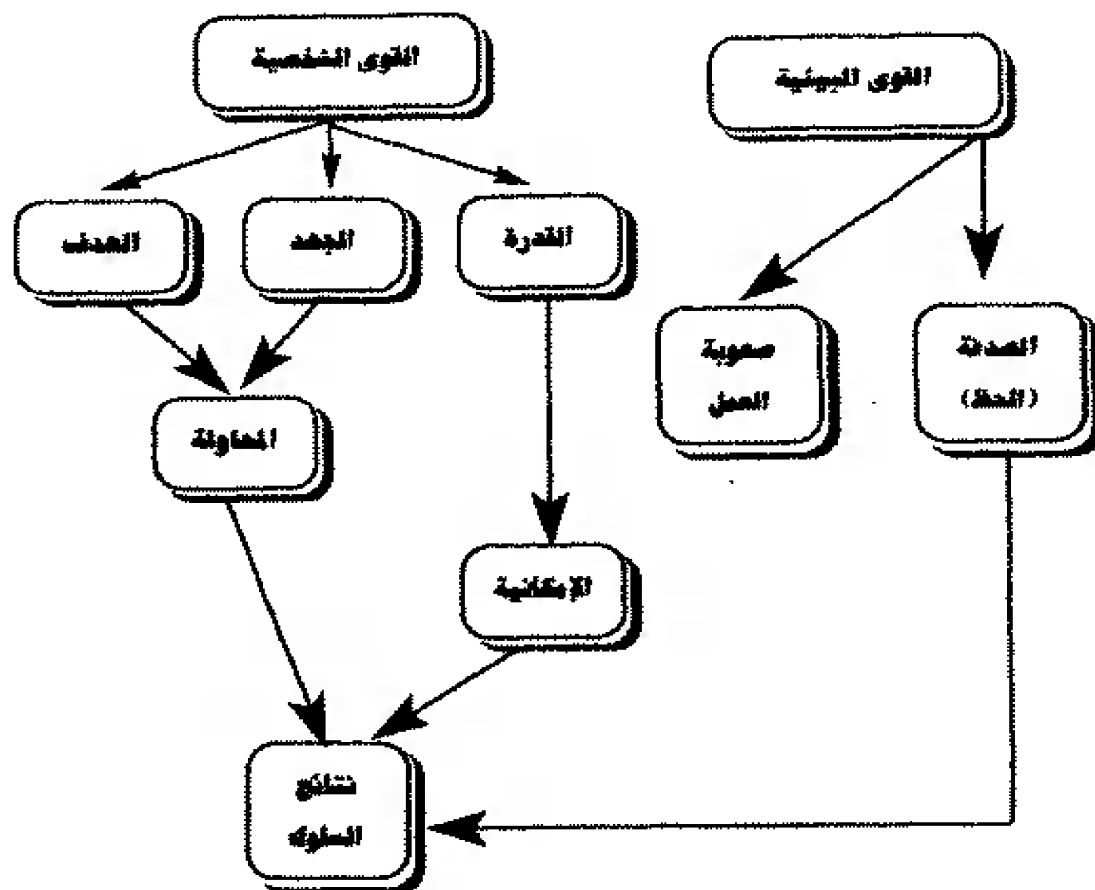 القوى الشخصية
القوى البيئية
الهدف
الجهد
القدرة
صعوبة
العمل
الصدفة
(الحظ)
المحاولة
الإمكانية
نتائج
السلوك